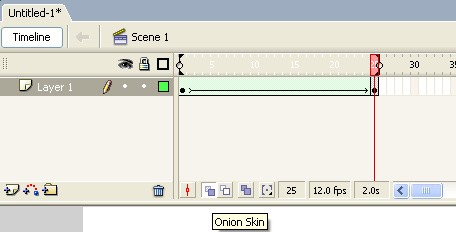 Untitled-1*
Timeline Scene 1
5 10 15 20 30 35
Layer 1
25 12.0 fps 2.0s
Onion Skin